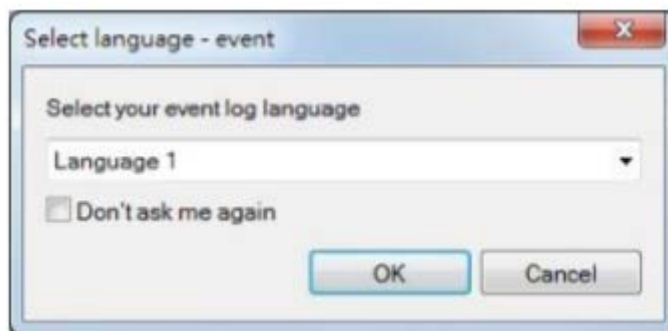 Select language - event
Select your event log language
Language 1
Don't ask me again
OK
Cancel